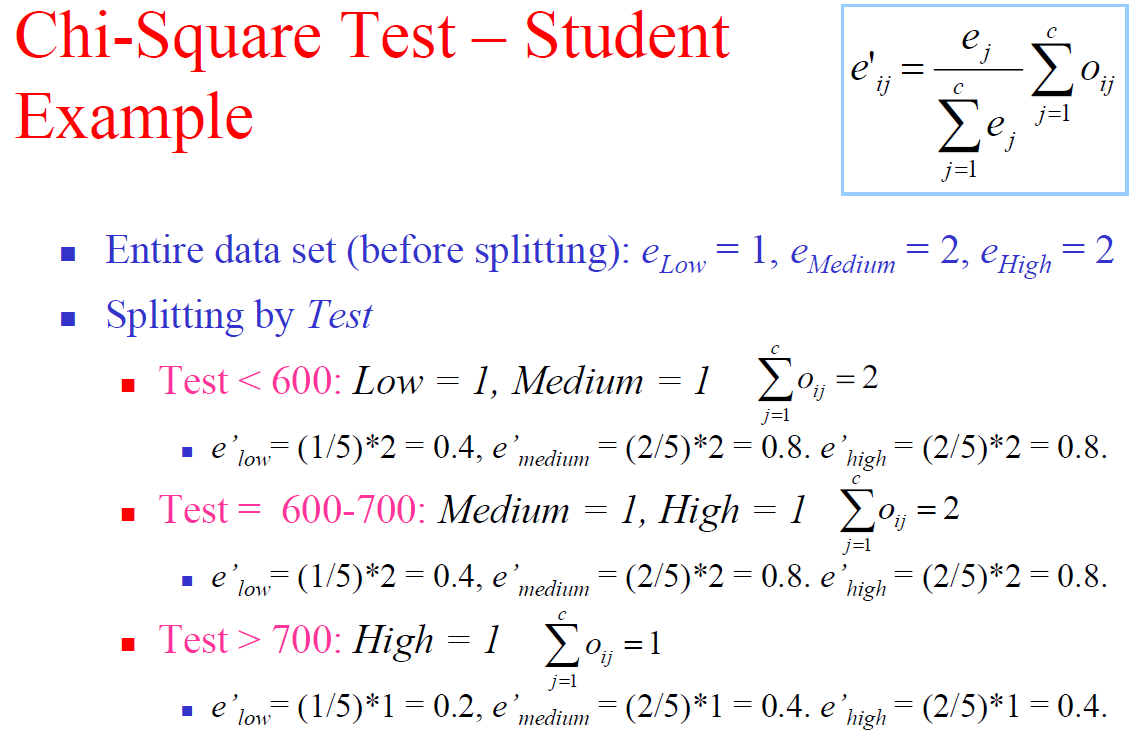 Chi-Square Test – Student
Example
e'ij = ej / ∑(j=1 to c) ej ∑(j=1 to c) oij
■ Entire data set (before splitting): eLow = 1, eMedium = 2, eHigh = 2
■ Splitting by Test
■ Test < 600: Low = 1, Medium = 1 ∑(j=1 to c) oij = 2
■ e’low= (1/5)*2 = 0.4, e’medium = (2/5)*2 = 0.8. e’high = (2/5)*2 = 0.8.
■ Test = 600-700: Medium = 1, High = 1 ∑(j=1 to c) oij = 2
■ e’low= (1/5)*2 = 0.4, e’medium = (2/5)*2 = 0.8. e’high = (2/5)*2 = 0.8.
■ Test > 700: High = 1 ∑(j=1 to c) oij = 1
■ e’low= (1/5)*1 = 0.2, e’medium = (2/5)*1 = 0.4. e’high = (2/5)*1 = 0.4.